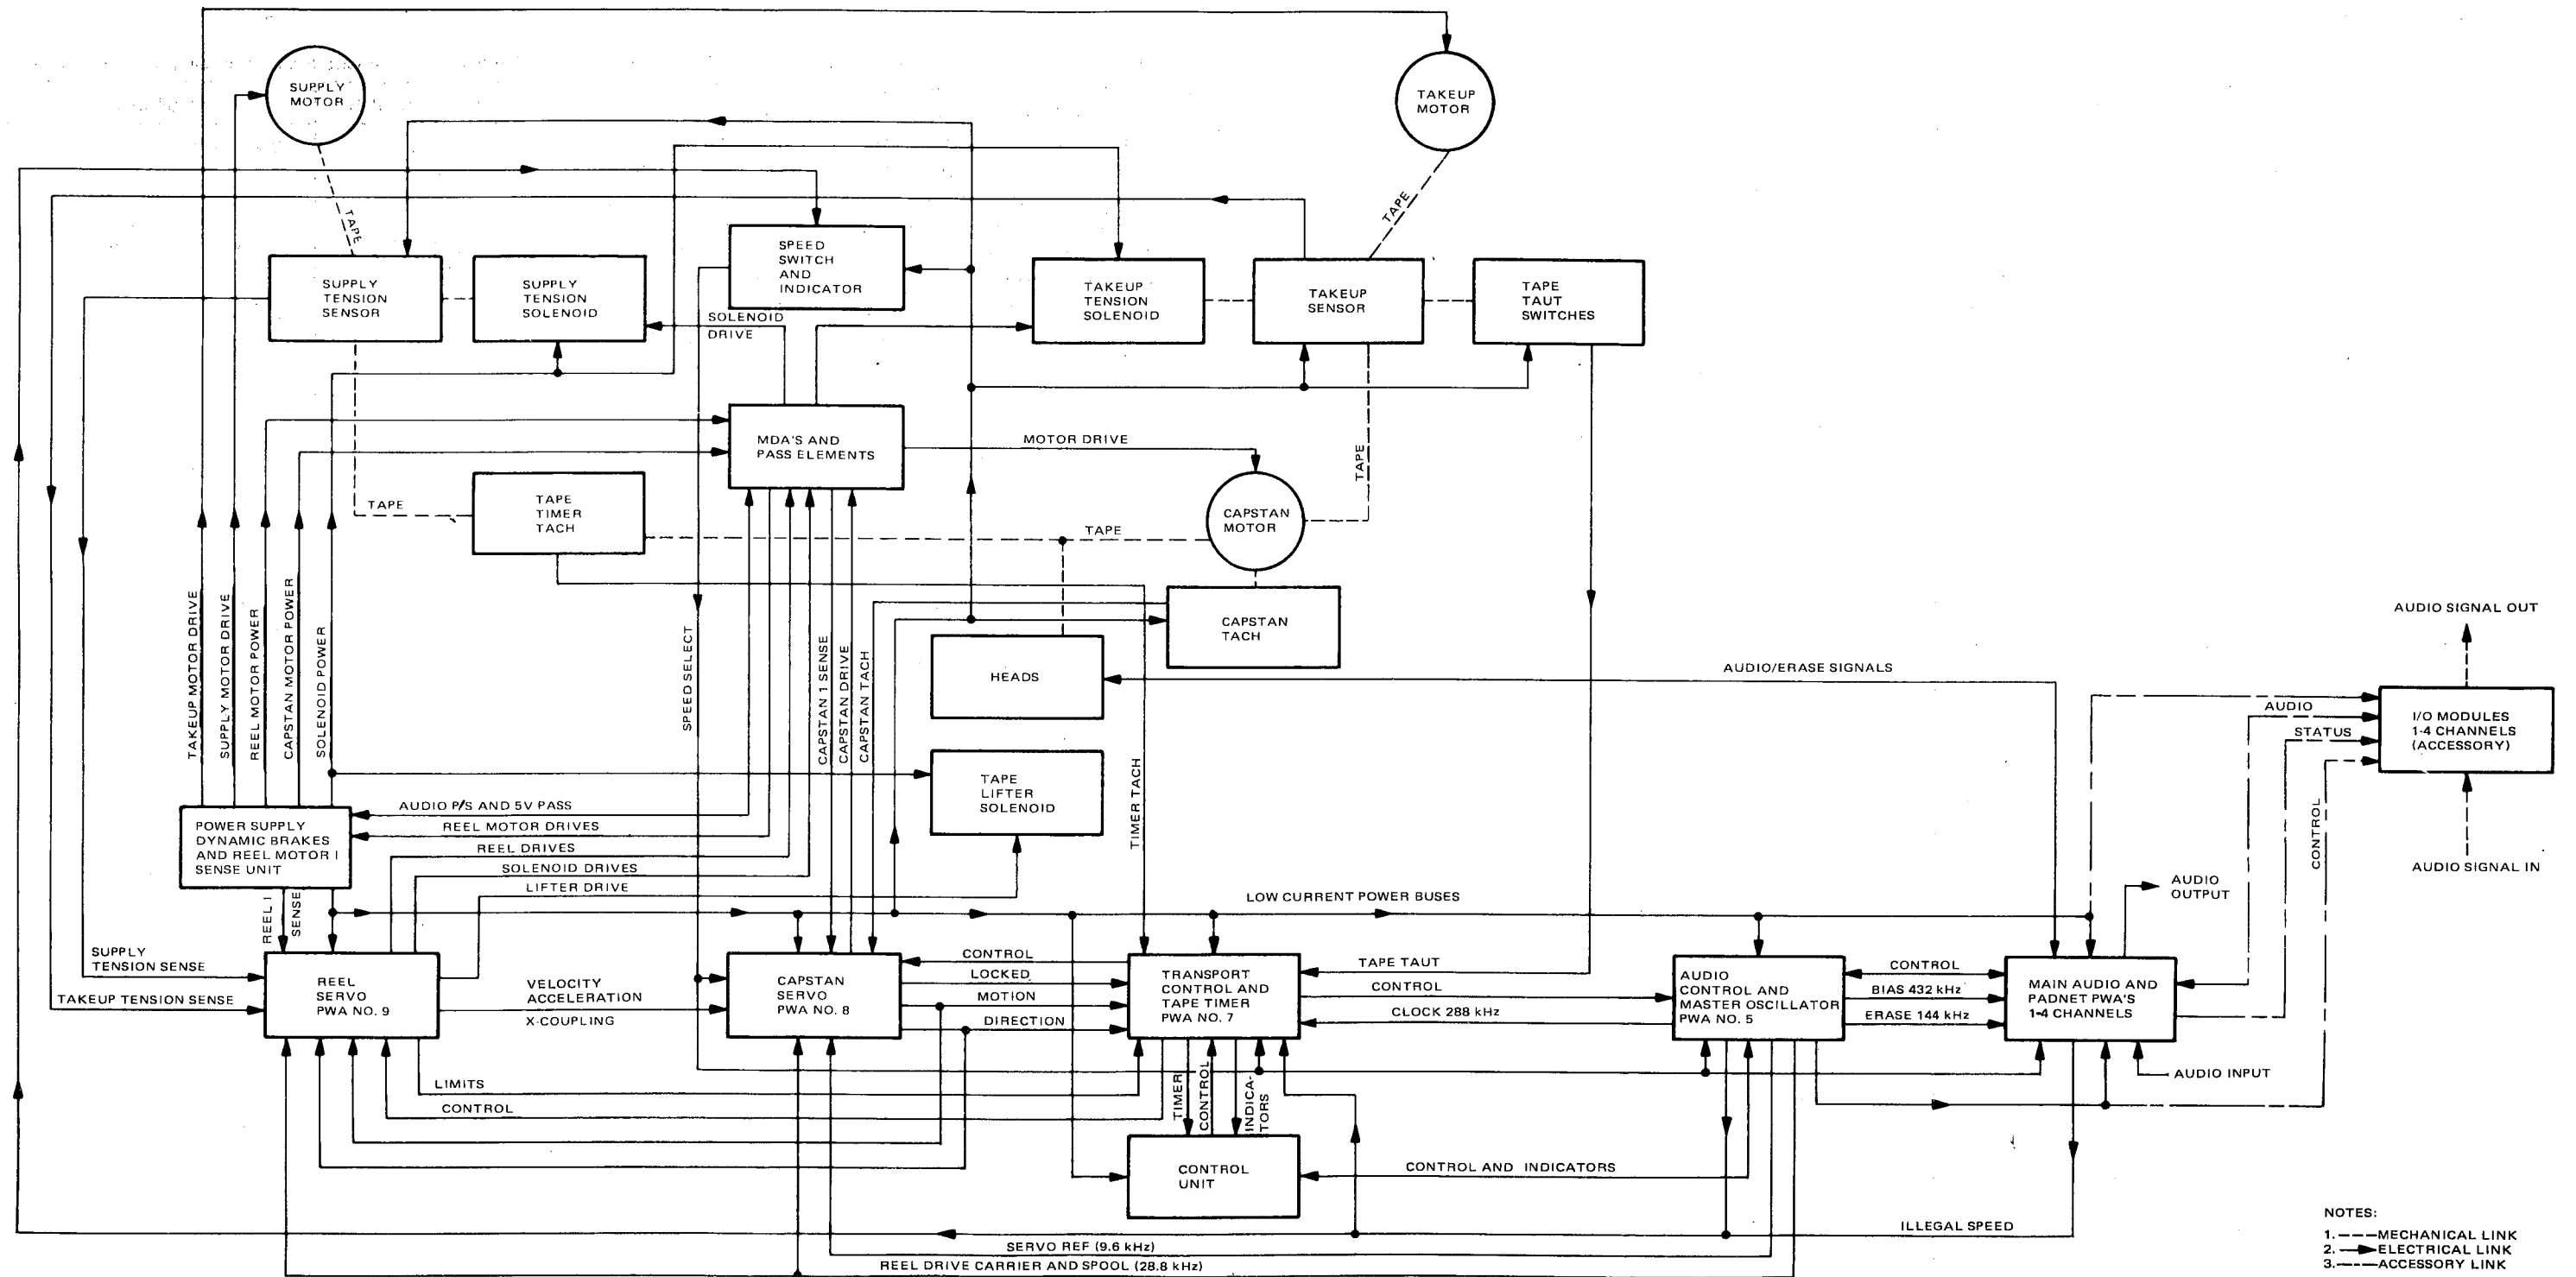 SUPPLY
MOTOR
TAKEUP
MOTOR
TAPE
TAPE
SUPPLY
TENSION
SENSOR
SUPPLY
TENSION
SOLENOID
SPEED
SWITCH
AND
INDICATOR
TAKEUP
TENSION
SOLENOID
TAKEUP
SENSOR
TAPE
TAUT
SWITCHES
SOLENOID
DRIVE
MDA'S AND
PASS ELEMENTS
MOTOR DRIVE
TAPE
TAPE
TAPE
TIMER
TACH
TAPE
CAPSTAN
MOTOR
CAPSTAN
TACH
TAKEUP MOTOR DRIVE
SUPPLY MOTOR DRIVE
REEL MOTOR POWER
CAPSTAN MOTOR POWER
SOLENOID POWER
SPEED SELECT
CAPSTAN 1 SENSE
CAPSTAN DRIVE
CAPSTAN TACH
HEADS
AUDIO/ERASE SIGNALS
AUDIO SIGNAL OUT
AUDIO
STATUS
I/O MODULES
1-4 CHANNELS
(ACCESSORY)
CONTROL
AUDIO SIGNAL IN
TAPE
LIFTER
SOLENOID
TIMER TACH
POWER SUPPLY
DYNAMIC BRAKES
AND REEL MOTOR I
SENSE UNIT
AUDIO P/S AND 5V PASS
REEL MOTOR DRIVES
REEL DRIVES
SOLENOID DRIVES
LIFTER DRIVE
REEL I
SENSE
LOW CURRENT POWER BUSES
AUDIO
OUTPUT
SUPPLY
TENSION SENSE
TAKEUP TENSION SENSE
REEL
SERVO
PWA NO. 9
VELOCITY
ACCELERATION
X-COUPLING
CAPSTAN
SERVO
PWA NO. 8
CONTROL
LOCKED
MOTION
DIRECTION
TRANSPORT
CONTROL AND
TAPE TIMER
PWA NO. 7
TAPE TAUT
CONTROL
CLOCK 288 kHz
AUDIO
CONTROL AND
MASTER OSCILLATOR
PWA NO. 5
CONTROL
BIAS 432 kHz
ERASE 144 kHz
MAIN AUDIO AND
PADNET PWA'S
1-4 CHANNELS
AUDIO INPUT
LIMITS
CONTROL
TIMER
CONTROL
INDICA-
TORS
CONTROL
UNIT
CONTROL AND INDICATORS
ILLEGAL SPEED
SERVO REF (9.6 kHz)
REEL DRIVE CARRIER AND SPOOL (28.8 kHz)
NOTES:
1. MECHANICAL LINK
2. ELECTRICAL LINK
3. ACCESSORY LINK